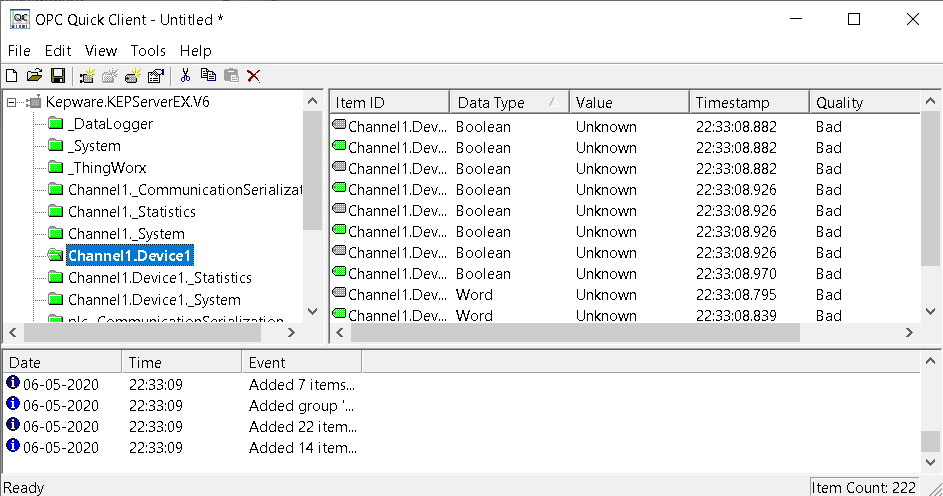 OPC Quick Client - Untitled *
File Edit View Tools Help
Kepware.KEPServerEX.V6
_DataLogger
_System
_ThingWorx
Channel1._CommunicationSerializat
Channel1._Statistics
Channel1._System
Channel1.Device1
Channel1.Device1._Statistics
Channel1.Device1._System
plc._CommunicationSerialization
Item ID Data Type Value Timestamp Quality
Channel1.Dev... Boolean Unknown 22:33:08.882 Bad
Channel1.Dev... Boolean Unknown 22:33:08.882 Bad
Channel1.Dev... Boolean Unknown 22:33:08.882 Bad
Channel1.Dev... Boolean Unknown 22:33:08.926 Bad
Channel1.Dev... Boolean Unknown 22:33:08.926 Bad
Channel1.Dev... Boolean Unknown 22:33:08.926 Bad
Channel1.Dev... Boolean Unknown 22:33:08.926 Bad
Channel1.Dev... Boolean Unknown 22:33:08.970 Bad
Channel1.Dev... Word Unknown 22:33:08.795 Bad
Channel1.Dev... Word Unknown 22:33:08.839 Bad
Date Time Event
06-05-2020 22:33:09 Added 7 items...
06-05-2020 22:33:09 Added group '...
06-05-2020 22:33:09 Added 22 item...
06-05-2020 22:33:09 Added 14 item...
Ready
Item Count: 222